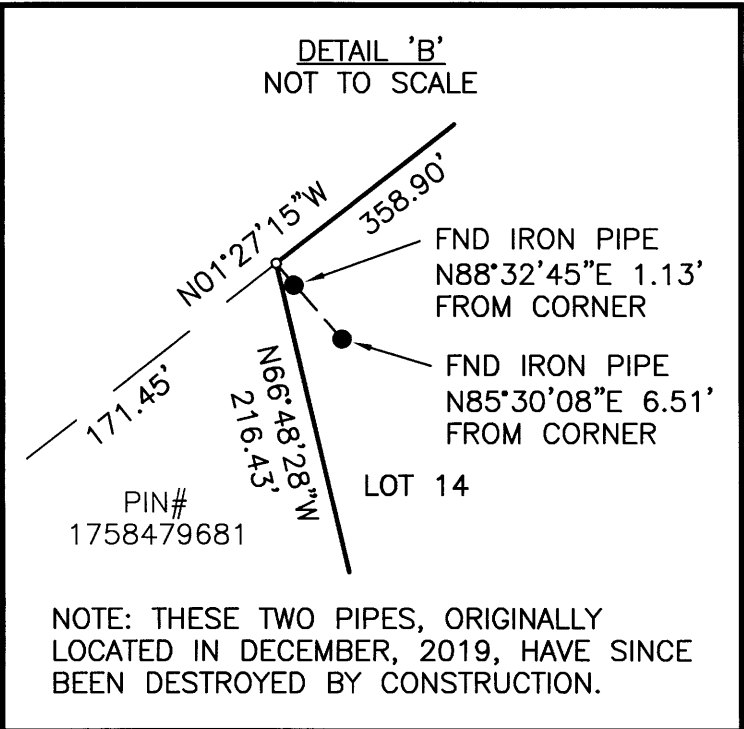 DETAIL 'B'
NOT TO SCALE
N01°27'15"W
358.90'
FND IRON PIPE
N88°32'45"E 1.13'
FROM CORNER
FND IRON PIPE
N85°30'08"E 6.51'
FROM CORNER
171.45'
N66°48'28"W
216.43'
LOT 14
PIN#
1758479681
NOTE: THESE TWO PIPES, ORIGINALLY
LOCATED IN DECEMBER, 2019, HAVE SINCE
BEEN DESTROYED BY CONSTRUCTION.